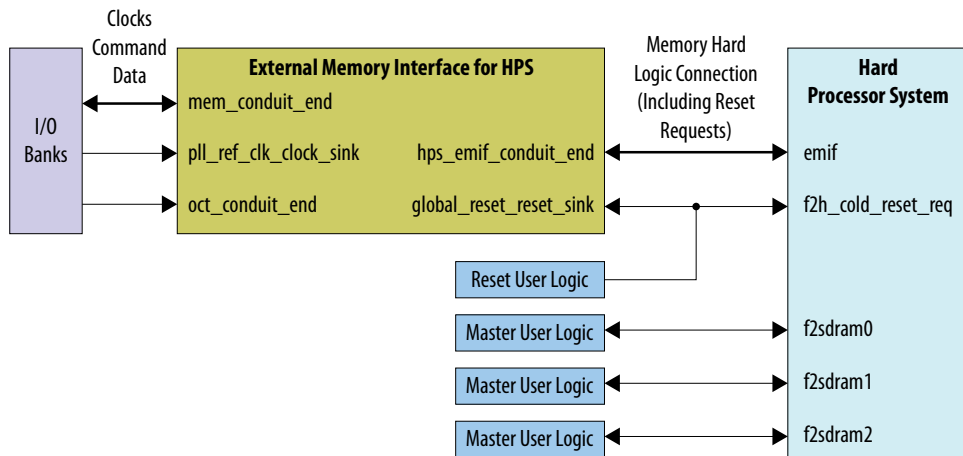 Clocks
Command
Data
I/O
Banks
External Memory Interface for HPS
mem_conduit_end
pll_ref_clk_clock_sink
hps_emif_conduit_end
oct_conduit_end
global_reset_reset_sink
Memory Hard
Logic Connection
(Including Reset
Requests)
Hard
Processor System
emif
f2h_cold_reset_req
Reset User Logic
Master User Logic
f2sdram0
Master User Logic
f2sdram1
Master User Logic
f2sdram2